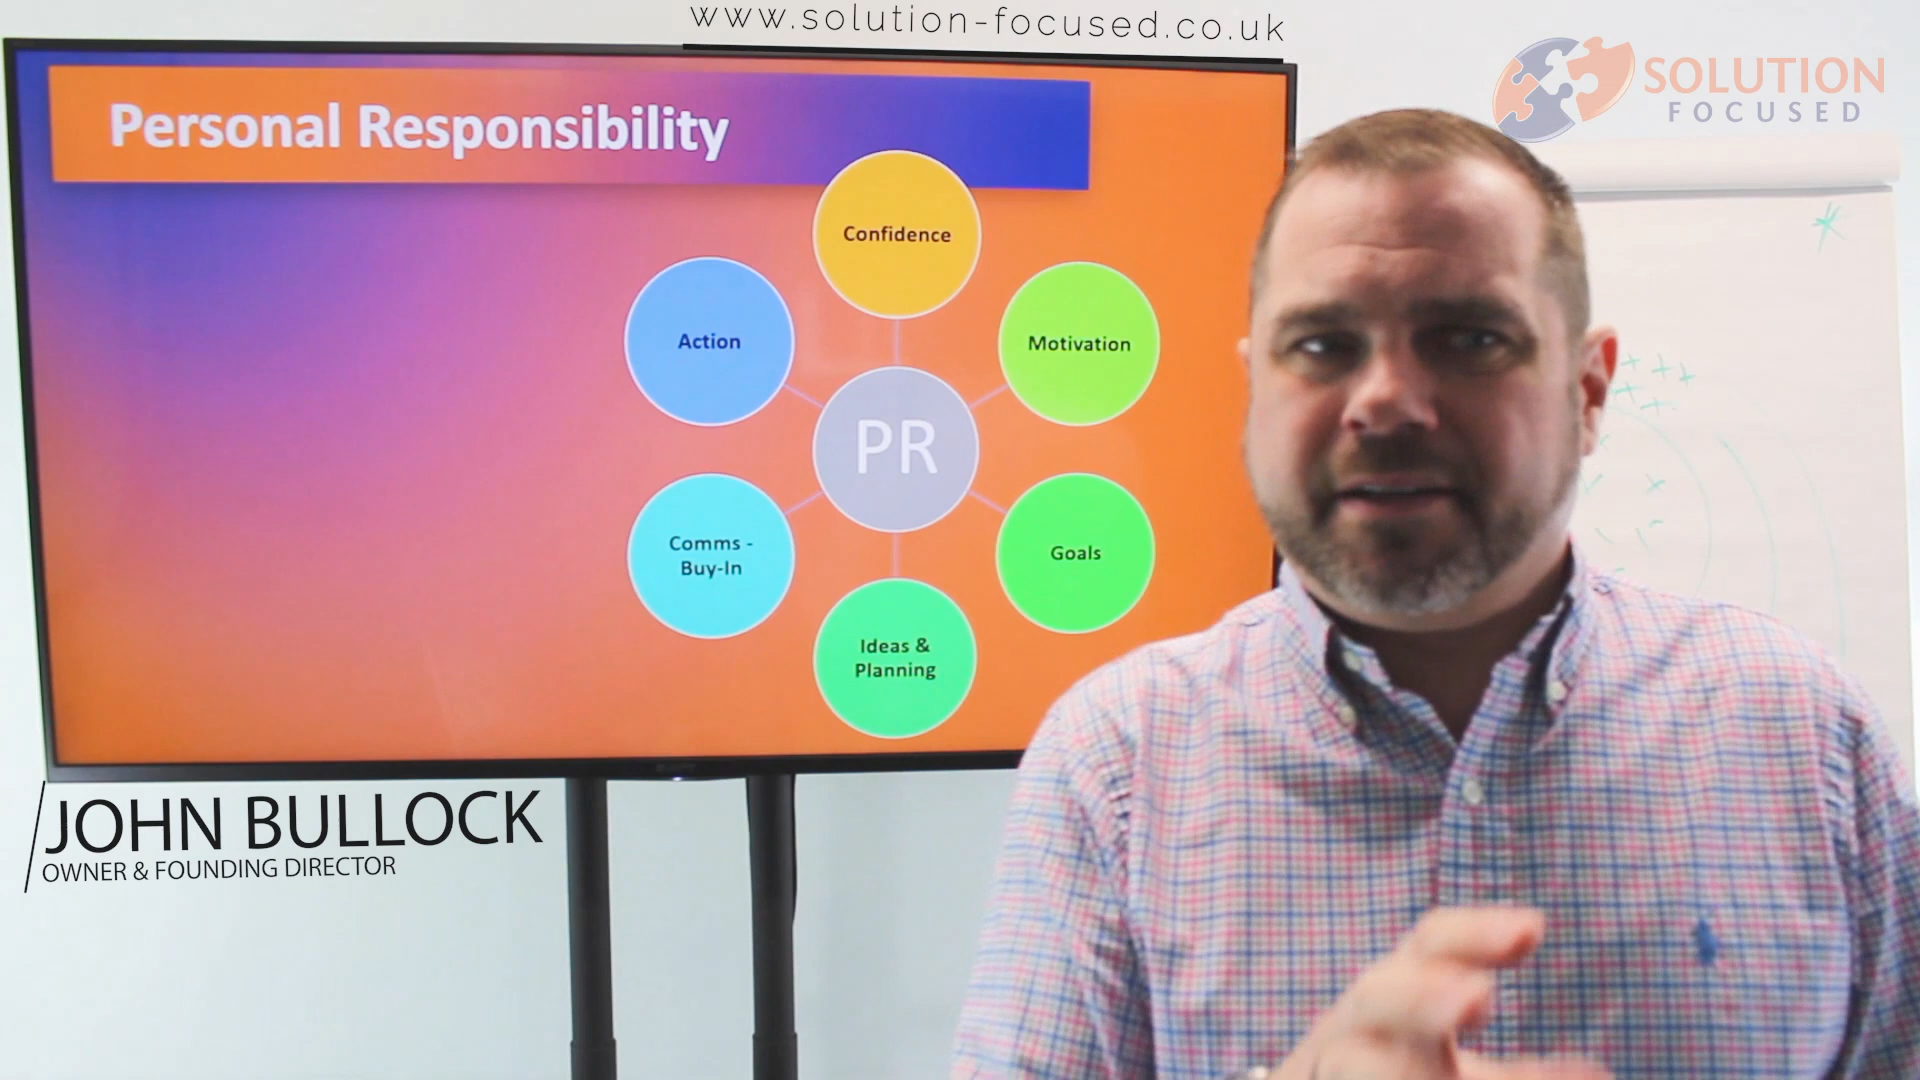 www.solution-focused.co.uk
SOLUTION
FOCUSED
Personal Responsibility
Confidence
Action
Motivation
PR
Comms -
Buy-In
Goals
Ideas &
Planning
JOHN BULLOCK
OWNER & FOUNDING DIRECTOR